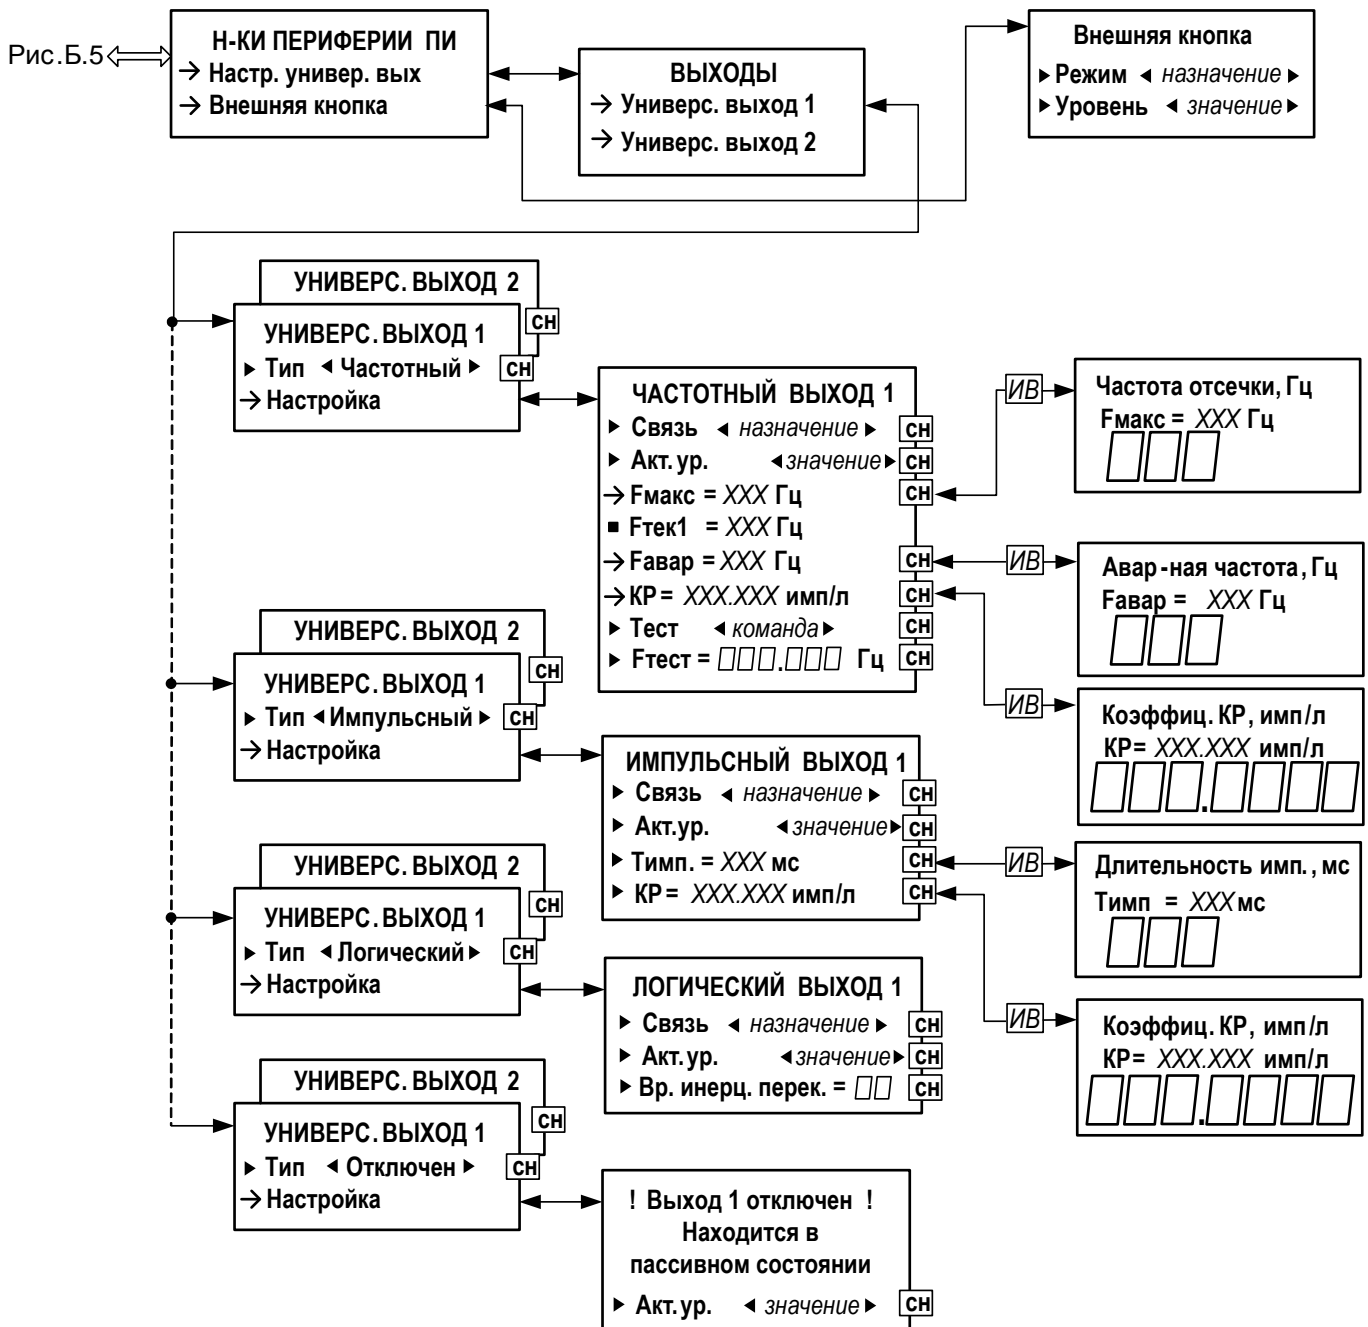 Рис.Б.5
Н-КИ ПЕРИФЕРИИ ПИ
→ Настр. универ. вых
→ Внешняя кнопка
ВЫХОДЫ
→ Универс. выход 1
→ Универс. выход 2
Внешняя кнопка
▶ Режим ◀ назначение ▶
▶ Уровень ◀ значение ▶
УНИВЕРС. ВЫХОД 2
СН
УНИВЕРС. ВЫХОД 1
▶ Тип ◀ Частотный ▶ СН
→ Настройка
ЧАСТОТНЫЙ ВЫХОД 1
▶ Связь ◀ назначение ▶ СН
▶ Акт. ур. ◀ значение ▶ СН
→ Fмакс = XXX Гц СН
■ Fтек1 = XXX Гц
→ Fавар = XXX Гц СН
→ КР = XXX.XXX имп/л СН
▶ Тест ◀ команда ▶ СН
▶ Fтест = □□□.□□□ Гц СН
ИВ
Частота отсечки, Гц
Fмакс = XXX Гц
□□□
ИВ
Авар-ная частота, Гц
Fавар = XXX Гц
□□□
ИВ
Коэффиц. КР, имп/л
КР = XXX.XXX имп/л
□□□.□□□□
УНИВЕРС. ВЫХОД 2
СН
УНИВЕРС. ВЫХОД 1
▶ Тип ◀ Импульсный ▶ СН
→ Настройка
ИМПУЛЬСНЫЙ ВЫХОД 1
▶ Связь ◀ назначение ▶ СН
▶ Акт.ур. ◀ значение ▶ СН
▶ Тимп. = XXX мс СН
▶ КР = XXX.XXX имп/л СН
ИВ
Длительность имп., мс
Тимп = XXX мс
□□□
ИВ
Коэффиц. КР, имп/л
КР = XXX.XXX имп/л
□□□.□□□□
УНИВЕРС. ВЫХОД 2
СН
УНИВЕРС. ВЫХОД 1
▶ Тип ◀ Логический ▶ СН
→ Настройка
ЛОГИЧЕСКИЙ ВЫХОД 1
▶ Связь ◀ назначение ▶ СН
▶ Акт.ур. ◀ значение ▶ СН
▶ Вр. инерц. перек. = □□ СН
УНИВЕРС. ВЫХОД 2
СН
УНИВЕРС. ВЫХОД 1
▶ Тип ◀ Отключен ▶ СН
→ Настройка
! Выход 1 отключен !
Находится в
пассивном состоянии
▶ Акт.ур. ◀ значение ▶ СН